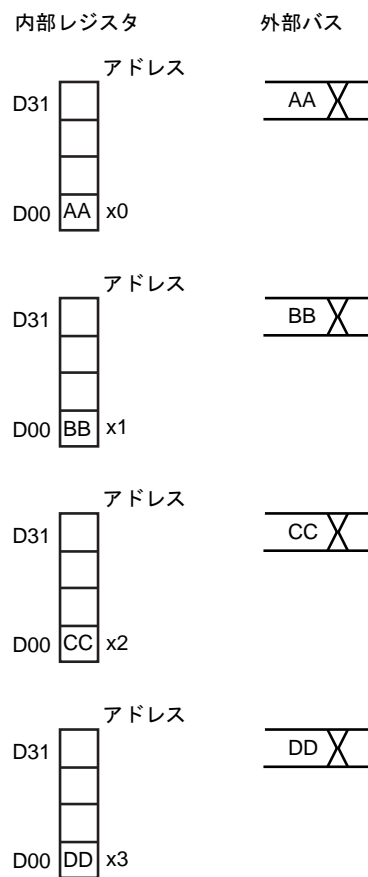 内部レジスタ 外部バス
アドレス
D31 AA
D00 AA x0
アドレス
D31 BB
D00 BB x1
アドレス
D31 CC
D00 CC x2
アドレス
D31 DD
D00 DD x3